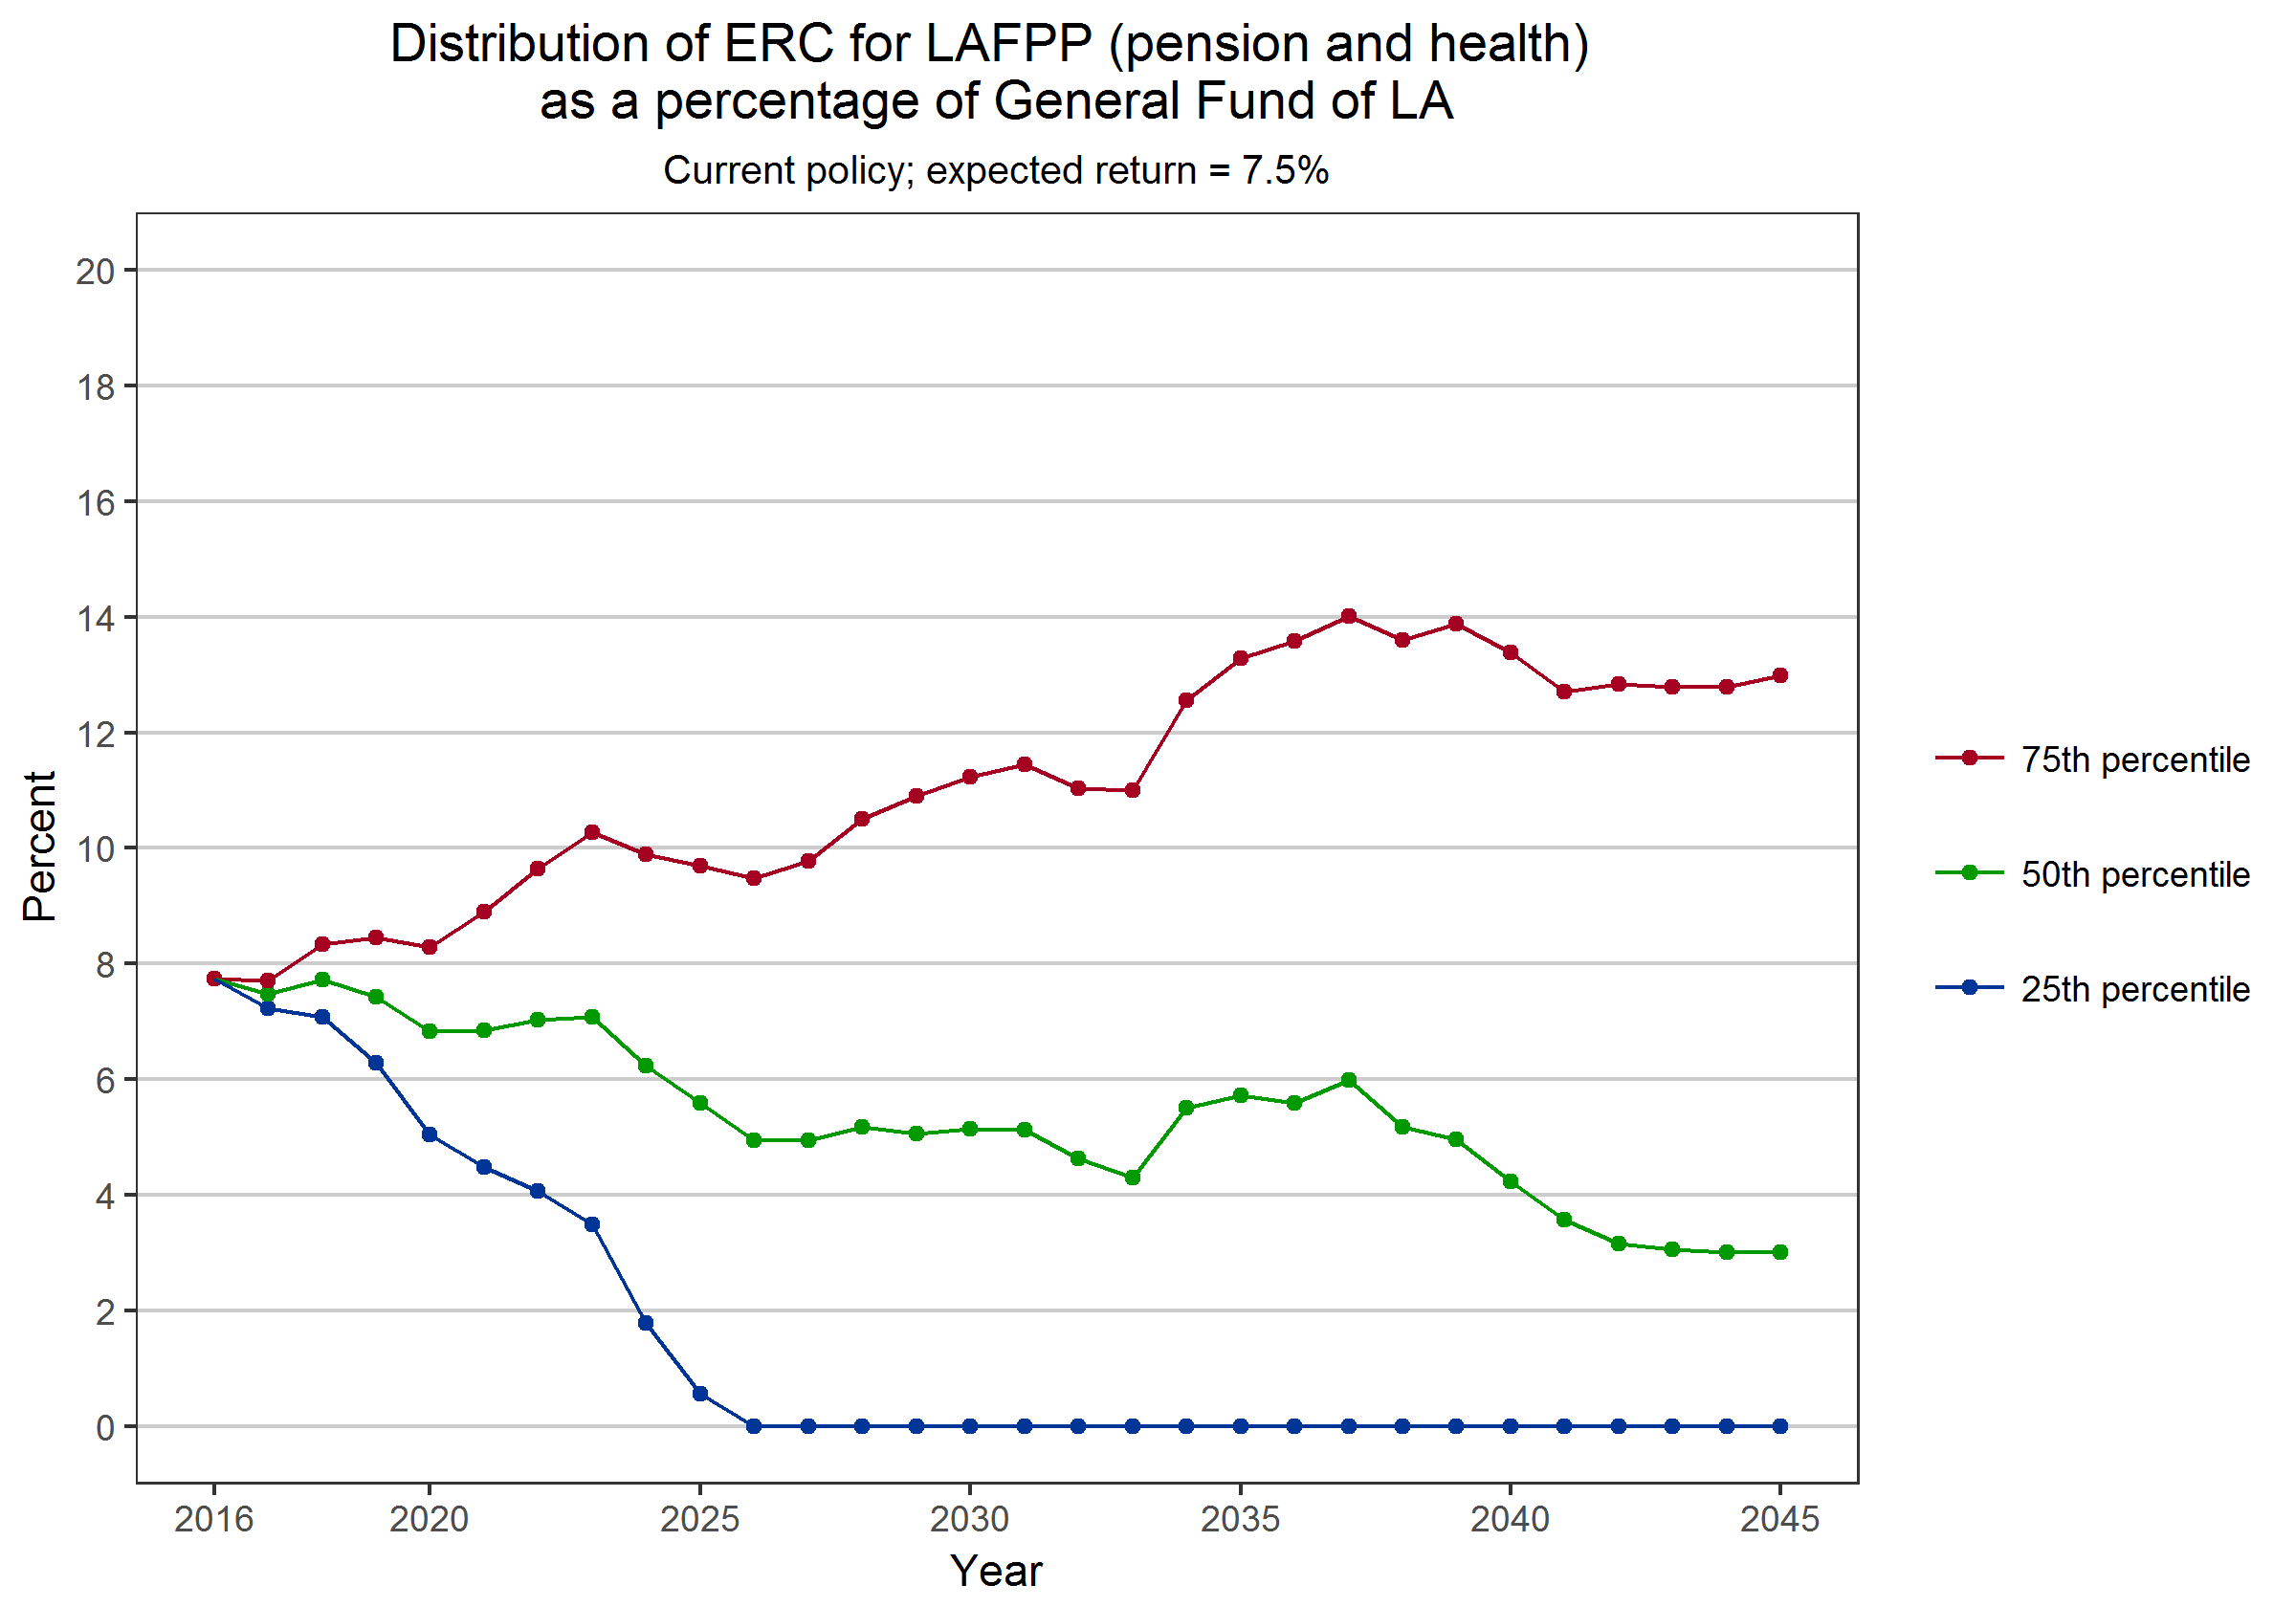 Distribution of ERC for LAFPP (pension and health)
as a percentage of General Fund of LA
Current policy; expected return = 7.5%
Percent
20
18
16
14
12
10
8
6
4
2
0
2016 2020 2025 2030 2035 2040 2045
Year
75th percentile
50th percentile
25th percentile